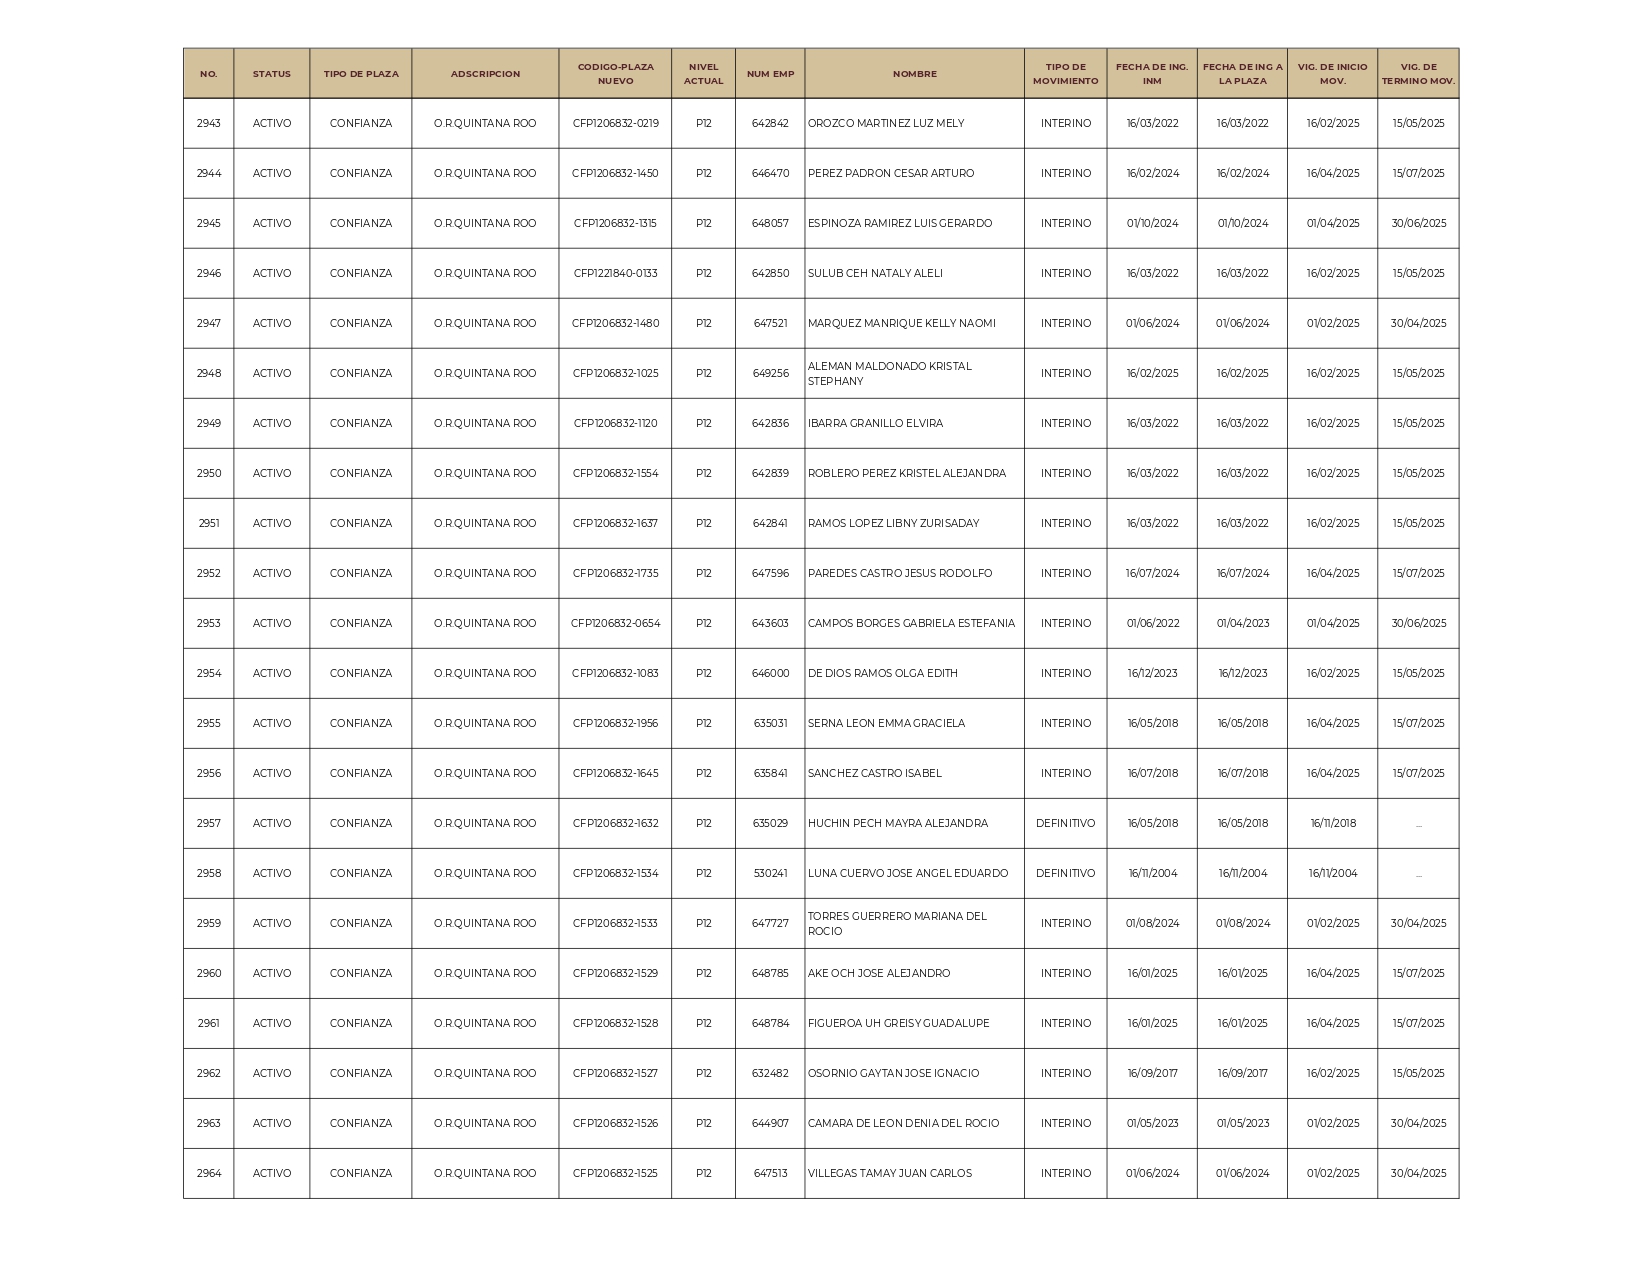 NO. STATUS TIPO DE PLAZA ADSCRIPCION CODIGO-PLAZA NUEVO NIVEL ACTUAL NUM EMP NOMBRE TIPO DE MOVIMIENTO FECHA DE ING. INM FECHA DE ING A LA PLAZA VIG. DE INICIO MOV. VIG. DE TERMINO MOV.
2943 ACTIVO CONFIANZA O.R.QUINTANA ROO CFP1206832-0219 P12 642842 OROZCO MARTINEZ LUZ MELY INTERINO 16/03/2022 16/03/2022 16/02/2025 15/05/2025
2944 ACTIVO CONFIANZA O.R.QUINTANA ROO CFP1206832-1450 P12 646470 PEREZ PADRON CESAR ARTURO INTERINO 16/02/2024 16/02/2024 16/04/2025 15/07/2025
2945 ACTIVO CONFIANZA O.R.QUINTANA ROO CFP1206832-1315 P12 648057 ESPINOZA RAMIREZ LUIS GERARDO INTERINO 01/10/2024 01/10/2024 01/04/2025 30/06/2025
2946 ACTIVO CONFIANZA O.R.QUINTANA ROO CFP1221840-0133 P12 642850 SULUB CEH NATALY ALELI INTERINO 16/03/2022 16/03/2022 16/02/2025 15/05/2025
2947 ACTIVO CONFIANZA O.R.QUINTANA ROO CFP1206832-1480 P12 647521 MARQUEZ MANRIQUE KELLY NAOMI INTERINO 01/06/2024 01/06/2024 01/02/2025 30/04/2025
2948 ACTIVO CONFIANZA O.R.QUINTANA ROO CFP1206832-1025 P12 649256 ALEMAN MALDONADO KRISTAL STEPHANY INTERINO 16/02/2025 16/02/2025 16/02/2025 15/05/2025
2949 ACTIVO CONFIANZA O.R.QUINTANA ROO CFP1206832-1120 P12 642836 IBARRA GRANILLO ELVIRA INTERINO 16/03/2022 16/03/2022 16/02/2025 15/05/2025
2950 ACTIVO CONFIANZA O.R.QUINTANA ROO CFP1206832-1554 P12 642839 ROBLERO PEREZ KRISTEL ALEJANDRA INTERINO 16/03/2022 16/03/2022 16/02/2025 15/05/2025
2951 ACTIVO CONFIANZA O.R.QUINTANA ROO CFP1206832-1637 P12 642841 RAMOS LOPEZ LIBNY ZURISADAY INTERINO 16/03/2022 16/03/2022 16/02/2025 15/05/2025
2952 ACTIVO CONFIANZA O.R.QUINTANA ROO CFP1206832-1735 P12 647596 PAREDES CASTRO JESUS RODOLFO INTERINO 16/07/2024 16/07/2024 16/04/2025 15/07/2025
2953 ACTIVO CONFIANZA O.R.QUINTANA ROO CFP1206832-0654 P12 643603 CAMPOS BORGES GABRIELA ESTEFANIA INTERINO 01/06/2022 01/04/2023 01/04/2025 30/06/2025
2954 ACTIVO CONFIANZA O.R.QUINTANA ROO CFP1206832-1083 P12 646000 DE DIOS RAMOS OLGA EDITH INTERINO 16/12/2023 16/12/2023 16/02/2025 15/05/2025
2955 ACTIVO CONFIANZA O.R.QUINTANA ROO CFP1206832-1956 P12 635031 SERNA LEON EMMA GRACIELA INTERINO 16/05/2018 16/05/2018 16/04/2025 15/07/2025
2956 ACTIVO CONFIANZA O.R.QUINTANA ROO CFP1206832-1645 P12 635841 SANCHEZ CASTRO ISABEL INTERINO 16/07/2018 16/07/2018 16/04/2025 15/07/2025
2957 ACTIVO CONFIANZA O.R.QUINTANA ROO CFP1206832-1632 P12 635029 HUCHIN PECH MAYRA ALEJANDRA DEFINITIVO 16/05/2018 16/05/2018 16/11/2018 ...
2958 ACTIVO CONFIANZA O.R.QUINTANA ROO CFP1206832-1534 P12 530241 LUNA CUERVO JOSE ANGEL EDUARDO DEFINITIVO 16/11/2004 16/11/2004 16/11/2004 ...
2959 ACTIVO CONFIANZA O.R.QUINTANA ROO CFP1206832-1533 P12 647727 TORRES GUERRERO MARIANA DEL ROCIO INTERINO 01/08/2024 01/08/2024 01/02/2025 30/04/2025
2960 ACTIVO CONFIANZA O.R.QUINTANA ROO CFP1206832-1529 P12 648785 AKE OCH JOSE ALEJANDRO INTERINO 16/01/2025 16/01/2025 16/04/2025 15/07/2025
2961 ACTIVO CONFIANZA O.R.QUINTANA ROO CFP1206832-1528 P12 648784 FIGUEROA UH GREISY GUADALUPE INTERINO 16/01/2025 16/01/2025 16/04/2025 15/07/2025
2962 ACTIVO CONFIANZA O.R.QUINTANA ROO CFP1206832-1527 P12 632482 OSORNIO GAYTAN JOSE IGNACIO INTERINO 16/09/2017 16/09/2017 16/02/2025 15/05/2025
2963 ACTIVO CONFIANZA O.R.QUINTANA ROO CFP1206832-1526 P12 644907 CAMARA DE LEON DENIA DEL ROCIO INTERINO 01/05/2023 01/05/2023 01/02/2025 30/04/2025
2964 ACTIVO CONFIANZA O.R.QUINTANA ROO CFP1206832-1525 P12 647513 VILLEGAS TAMAY JUAN CARLOS INTERINO 01/06/2024 01/06/2024 01/02/2025 30/04/2025